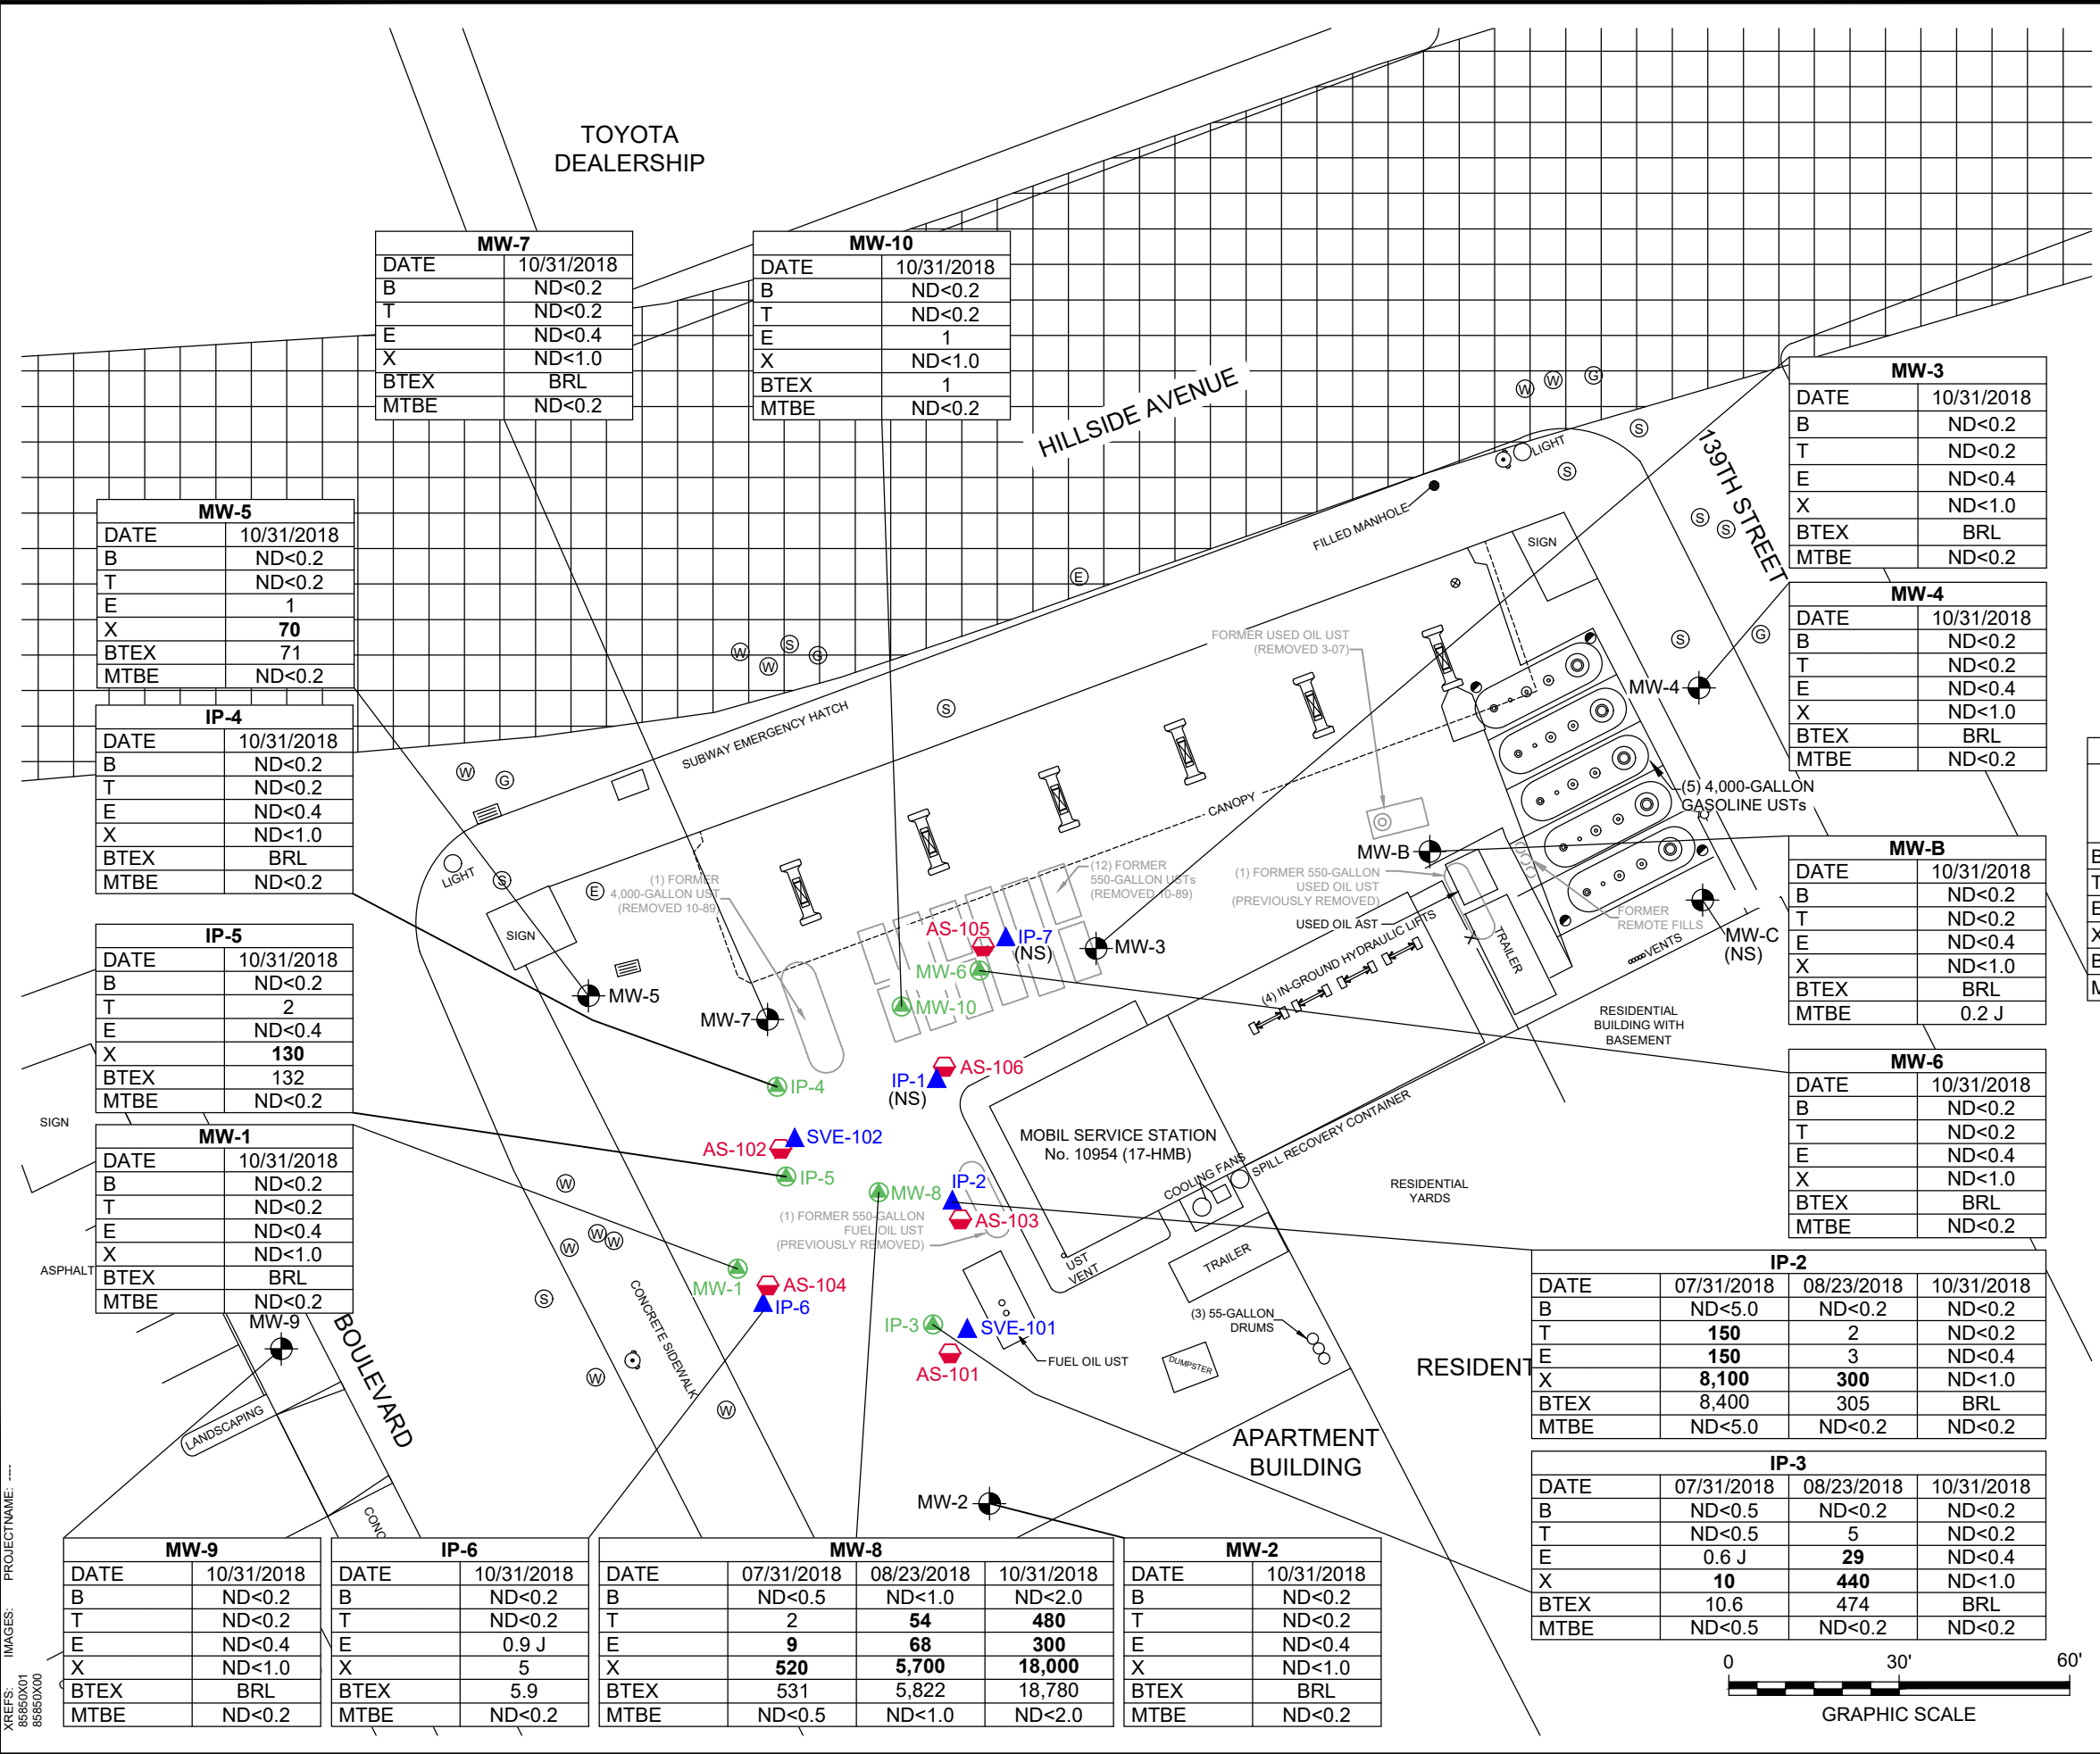 TOYOTA
DEALERSHIP
MW-7
DATE 10/31/2018
B ND<0.2
T ND<0.2
E ND<0.4
X ND<1.0
BTEX BRL
MTBE ND<0.2
MW-10
DATE 10/31/2018
B ND<0.2
T ND<0.2
E 1
X ND<1.0
BTEX 1
MTBE ND<0.2
HILLSIDE AVENUE
139TH STREET
MW-3
DATE 10/31/2018
B ND<0.2
T ND<0.2
E ND<0.4
X ND<1.0
BTEX BRL
MTBE ND<0.2
MW-5
DATE 10/31/2018
B ND<0.2
T ND<0.2
E 1
X 70
BTEX 71
MTBE ND<0.2
MW-4
DATE 10/31/2018
B ND<0.2
T ND<0.2
E ND<0.4
X ND<1.0
BTEX BRL
MTBE ND<0.2
IP-4
DATE 10/31/2018
B ND<0.2
T ND<0.2
E ND<0.4
X ND<1.0
BTEX BRL
MTBE ND<0.2
MW-B
DATE 10/31/2018
B ND<0.2
T ND<0.2
E ND<0.4
X ND<1.0
BTEX BRL
MTBE 0.2 J
IP-5
DATE 10/31/2018
B ND<0.2
T 2
E ND<0.4
X 130
BTEX 132
MTBE ND<0.2
MW-6
DATE 10/31/2018
B ND<0.2
T ND<0.2
E ND<0.4
X ND<1.0
BTEX BRL
MTBE ND<0.2
MW-1
DATE 10/31/2018
B ND<0.2
T ND<0.2
E ND<0.4
X ND<1.0
BTEX BRL
MTBE ND<0.2
IP-2
DATE 07/31/2018 08/23/2018 10/31/2018
B ND<5.0 ND<0.2 ND<0.2
T 150 2 ND<0.2
E 150 3 ND<0.4
X 8,100 300 ND<1.0
BTEX 8,400 305 BRL
MTBE ND<5.0 ND<0.2 ND<0.2
IP-3
DATE 07/31/2018 08/23/2018 10/31/2018
B ND<0.5 ND<0.2 ND<0.2
T ND<0.5 5 ND<0.2
E 0.6 J 29 ND<0.4
X 10 440 ND<1.0
BTEX 10.6 474 BRL
MTBE ND<0.5 ND<0.2 ND<0.2
MW-9
DATE 10/31/2018
B ND<0.2
T ND<0.2
E ND<0.4
X ND<1.0
BTEX BRL
MTBE ND<0.2
IP-6
DATE 10/31/2018
B ND<0.2
T ND<0.2
E 0.9 J
X 5
BTEX 5.9
MTBE ND<0.2
MW-8
DATE 07/31/2018 08/23/2018 10/31/2018
B ND<0.5 ND<1.0 ND<2.0
T 2 54 480
E 9 68 300
X 520 5,700 18,000
BTEX 531 5,822 18,780
MTBE ND<0.5 ND<1.0 ND<2.0
MW-2
DATE 10/31/2018
B ND<0.2
T ND<0.2
E ND<0.4
X ND<1.0
BTEX BRL
MTBE ND<0.2
W W G
S
LIGHT
S
S
S
FILLED MANHOLE
SIGN
E
S
G
W
W
S
G
FORMER USED OIL UST
(REMOVED 3-07)
MW-4
S
SUBWAY EMERGENCY HATCH
W
G
(5) 4,000-GALLON
GASOLINE USTs
CANOPY
MW-B
LIGHT
S
E
(1) FORMER
4,000-GALLON UST
(REMOVED 10-89
(12) FORMER
550-GALLON USTs
(REMOVED 10-89)
(1) FORMER 550-GALLON
USED OIL UST
(PREVIOUSLY REMOVED)
USED OIL AST
FORMER
REMOTE FILLS
MW-C
(NS)
VENTS
TRAILER
SIGN
AS-105
IP-7
(NS)
MW-3
MW-6
MW-10
(4) IN-GROUND HYDRAULIC LIFTS
MW-5
MW-7
RESIDENTIAL
BUILDING WITH
BASEMENT
IP-4
AS-106
IP-1
(NS)
SIGN
MOBIL SERVICE STATION
No. 10954 (17-HMB)
SPILL RECOVERY CONTAINER
COOLING FANS
RESIDENTIAL
YARDS
SVE-102
AS-102
IP-5
MW-8
IP-2
AS-103
(1) FORMER 550-GALLON
FUEL OIL UST
(PREVIOUSLY REMOVED)
W
W
W
W
S
UST
VENT
TRAILER
ASPHALT
MW-1
AS-104
IP-6
IP-3
SVE-101
AS-101
FUEL OIL UST
(3) 55-GALLON
DRUMS
DUMPSTER
MW-9
BOULEVARD
CONCRETE SIDEWALK
W
W
LANDSCAPING
CONC
RESIDENT
APARTMENT
BUILDING
MW-2
0 30' 60'
GRAPHIC SCALE
B
T
E
X
B
M
XREFS: IMAGES: PROJECTNAME: ----
85850X01
85850X00